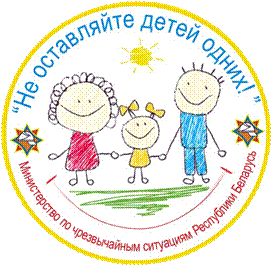 “Не оставляйте детей одних!”
Министерство по чрезвычайным ситуациям Республики Беларусь